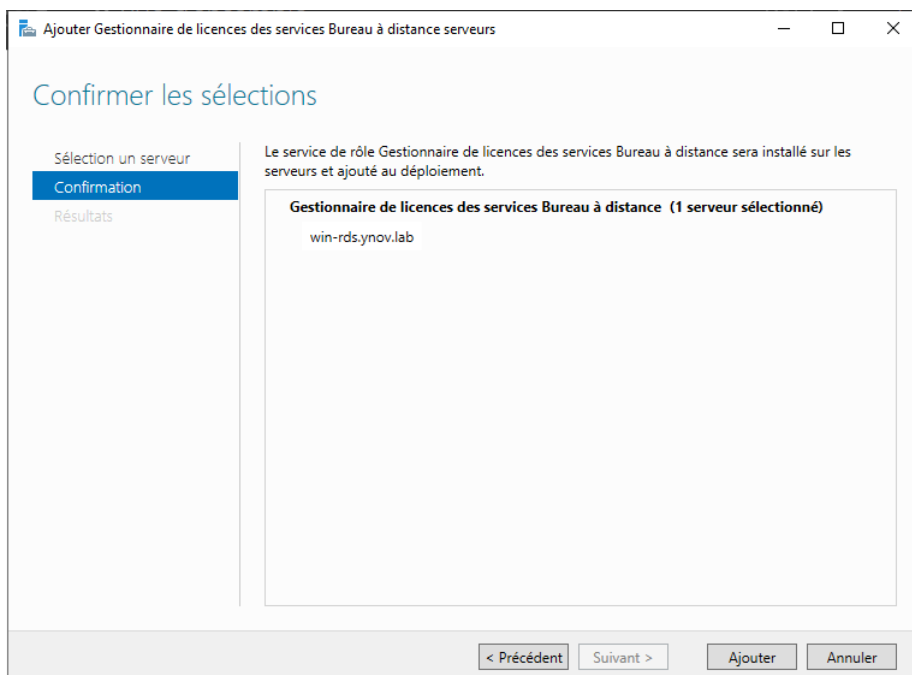 Ajouter Gestionnaire de licences des services Bureau à distance serveurs
Confirmer les sélections
Sélection un serveur
Confirmation
Résultats
Le service de rôle Gestionnaire de licences des services Bureau à distance sera installé sur les
serveurs et ajouté au déploiement.
Gestionnaire de licences des services Bureau à distance (1 serveur sélectionné)
win-rds.ynov.lab
< Précédent
Suivant >
Ajouter
Annuler